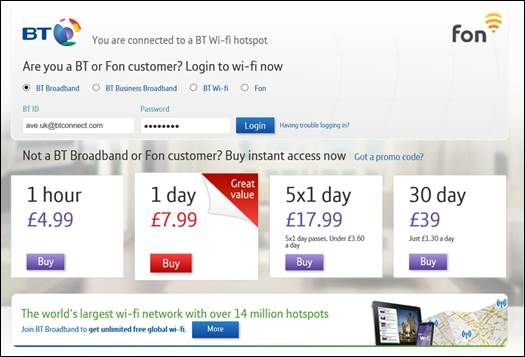 BT
You are connected to a BT Wi-fi hotspot
fon
Are you a BT or Fon customer? Login to wi-fi now
BT Broadband BT Business Broadband BT Wi-fi Fon
BT ID Password
ave.uk@btconnect.com •••••••• Login Having trouble logging in?
Not a BT Broadband or Fon customer? Buy instant access now Got a promo code?
1 hour
£4.99
Buy
1 day
£7.99
Great
value
Buy
5x1 day
£17.99
5x1 day passes. Under £3.60
a day
Buy
30 day
£39
Just £1.30 a day
Buy
The world's largest wi-fi network with over 14 million hotspots
Join BT Broadband to get unlimited free global wi-fi. More
fon